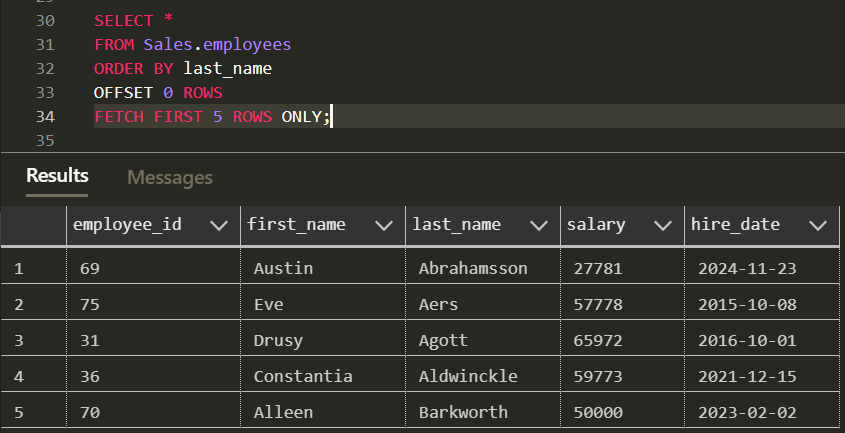 30 SELECT *
31 FROM Sales.employees
32 ORDER BY last_name
33 OFFSET 0 ROWS
34 FETCH FIRST 5 ROWS ONLY;
35
Results Messages
employee_id first_name last_name salary hire_date
1 69 Austin Abrahamsson 27781 2024-11-23
2 75 Eve Aers 57778 2015-10-08
3 31 Drusy Agott 65972 2016-10-01
4 36 Constantia Aldwinckle 59773 2021-12-15
5 70 Alleen Barkworth 50000 2023-02-02